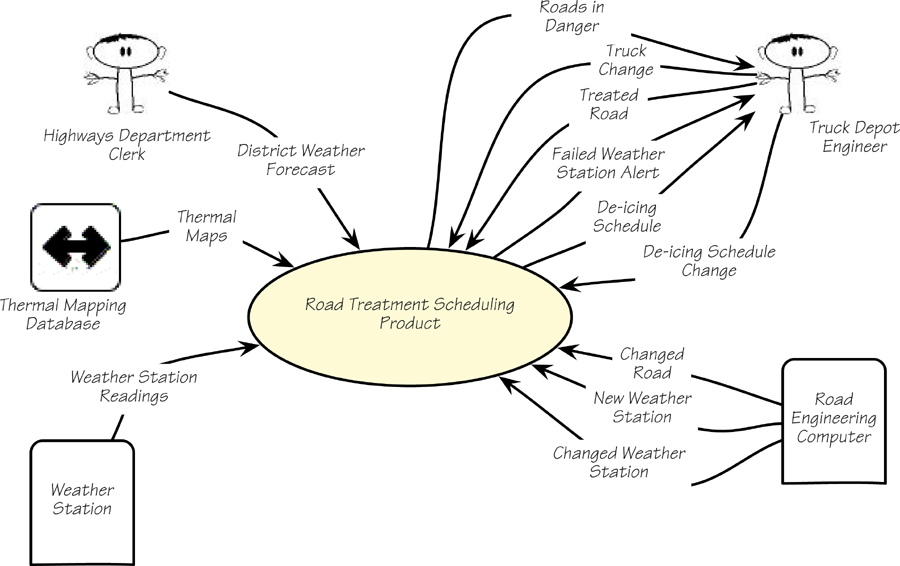 Roads in
Danger
Truck
Change
Treated
Road
Highways Department
Clerk
District Weather
Forecast
Failed Weather
Station Alert
Truck Depot
Engineer
Thermal
Maps
De-icing
Schedule
De-icing Schedule
Change
Thermal Mapping
Database
Road Treatment Scheduling
Product
Weather Station
Readings
Changed
Road
New Weather
Station
Road
Engineering
Computer
Changed Weather
Station
Weather
Station